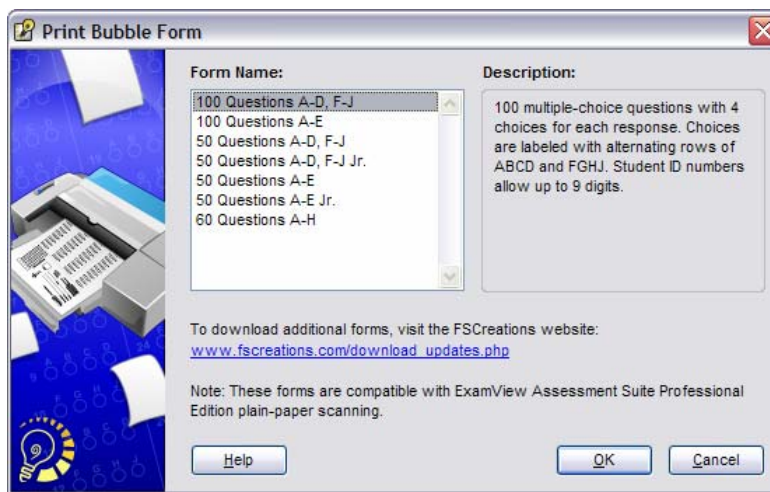 Print Bubble Form
Form Name:
100 Questions A-D, F-J
100 Questions A-E
50 Questions A-D, F-J
50 Questions A-D, F-J Jr.
50 Questions A-E
50 Questions A-E Jr.
60 Questions A-H
Description:
100 multiple-choice questions with 4
choices for each response. Choices
are labeled with alternating rows of
ABCD and FGHJ. Student ID numbers
allow up to 9 digits.
To download additional forms, visit the FSCreations website:
www.fscreations.com/download_updates.php
Note: These forms are compatible with ExamView Assessment Suite Professional
Edition plain-paper scanning.
Help
OK
Cancel